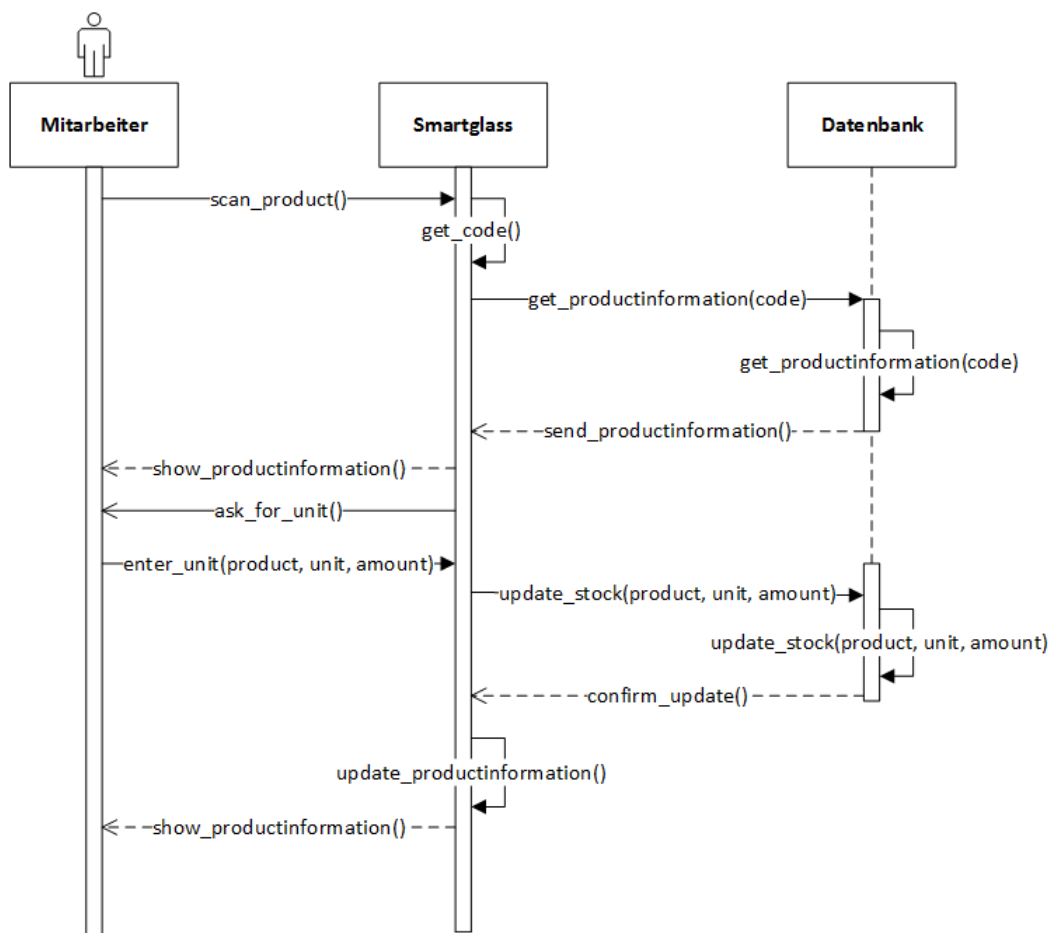 Mitarbeiter
Smartglass
Datenbank
scan_product()
get_code()
get_productinformation(code)
get_productinformation(code)
send_productinformation()
show_productinformation()
ask_for_unit()
enter_unit(product, unit, amount)
update_stock(product, unit, amount)
update_stock(product, unit, amount)
confirm_update()
update_productinformation()
show_productinformation()